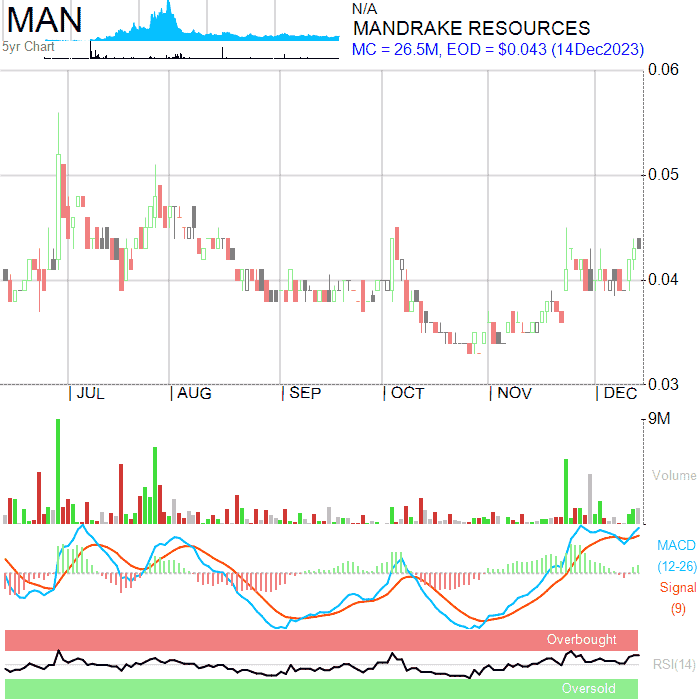 MAN
5yr Chart
N/A
MANDRAKE RESOURCES
MC = 26.5M, EOD = $0.043 (14Dec2023)
0.06
0.05
0.04
0.03
JUL AUG SEP OCT NOV DEC
9M
Volume
MACD
(12-26)
Signal
(9)
Overbought
RSI(14)
Oversold